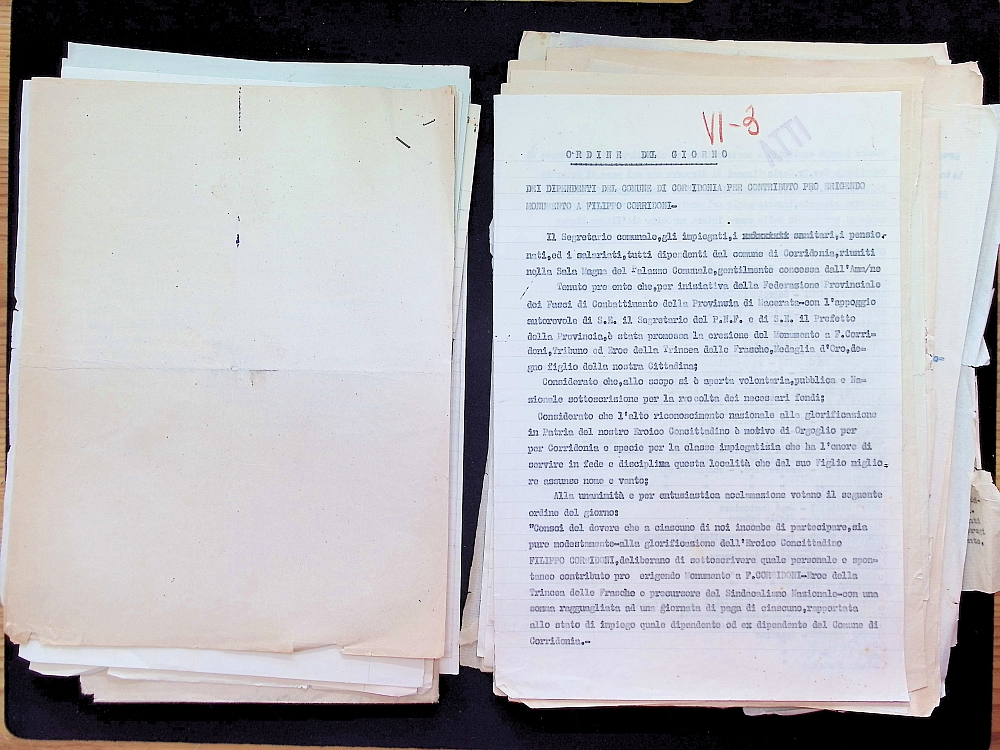 VI-3
ATTI
ORDINE DEL GIORNO
DEI DIPENDENTI DEL COMUNE DI CORRIDONIA PER CONTRIBUTO PRO ERIGENDO
MONUMENTO A FILIPPO CORRIDONI-
Il Segretario comunale,gli impiegati,i sanitari,i pensio-
nati,ed i salariati,tutti dipendenti dal comune di Corridonia,riuniti
nella Sala Magna del Palazzo Comunale,gentilmente concessa dall'Amm/ne
Tenuto pre ente che,per iniziativa della Federazione Provinciale
dei Fasci di Combattimento della Provincia di Macerata-con l'appoggio
autorevole di S.E. il Segretario del P.N.F. e di S.E. il Prefetto
della Provincia,è stata promossa la erezione del Monumento a F.Corri-
doni,Tribuno ed Eroe della Trincea delle Frasche,Medaglia d'Oro,de-
gno figlio della nostra Cittadina;
Considerato che,allo scopo si è aperta volontaria,pubblica e Na-
zionale sottoscrizione per la raccolta dei necessari fondi;
Considerato che l'alto riconoscimento nazionale alla glorificazione
in Patria del nostro Eroico Concittadino è motivo di Orgoglio per
per Corridonia e specie per la classe impiegatizia che ha l'onore di
servire in fede e disciplina questa località che dal suo Figlio miglio-
re assunse nome e vanto;
Alla unanimità e per entusiastica acclamazione votano il seguente
ordine del giorno:
"Consci del dovere che a ciascuno di noi incombe di partecipare,sia
pure modestamente-alla glorificazione dell'Eroico Concittadino
FILIPPO CORRIDONI,deliberano di sottoscrivere quale personale e spon-
taneo contributo pro erigendo Monumento a F.CORRIDONI-Eroe della
Trincea delle Frasche e precursore del Sindacalismo Nazionale-con una
somma ragguagliata ad una giornata di paga di ciascuno,rapportata
allo stato di impiego quale dipendente od ex dipendente del Comune di
Corridonia.-